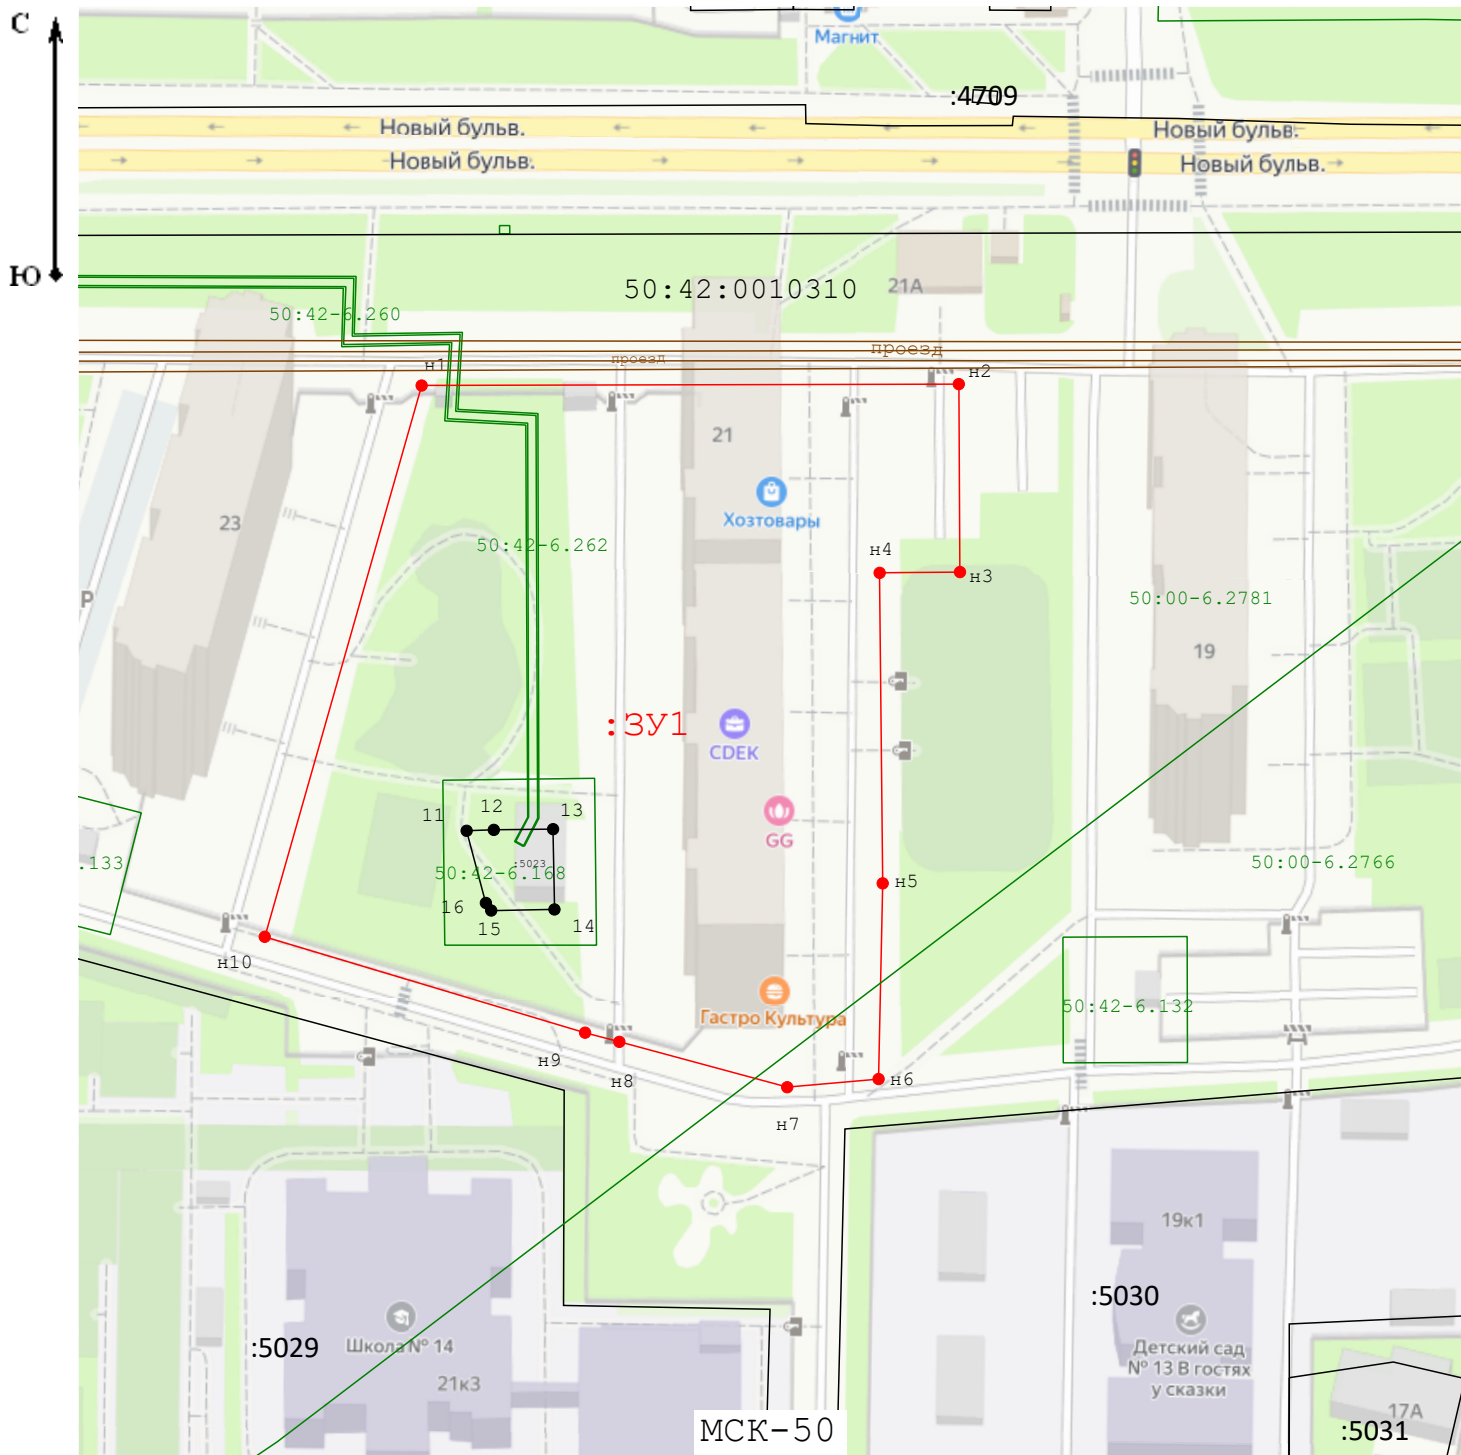 С
Магнит
:4709
Новый бульв.
Новый бульв.
Новый бульв.
Новый бульв.
Ю
50:42:0010310
21А
50:42-6.260
проезд
проезд
н1
н2
21
Хозтовары
23
50:42-6.262
н4
н3
Р
50:00-6.2781
19
:ЗУ1
CDEK
11
12
13
GG
.133
:5023
50:42-6.168
50:00-6.2766
н5
16
15
14
н10
50:42-6.132
Гастро Культура
н9
н8
н6
н7
19к1
:5030
:5029
Школа № 14
Детский сад
№ 13 В гостях
у сказки
21к3
17А
МСК-50
:5031